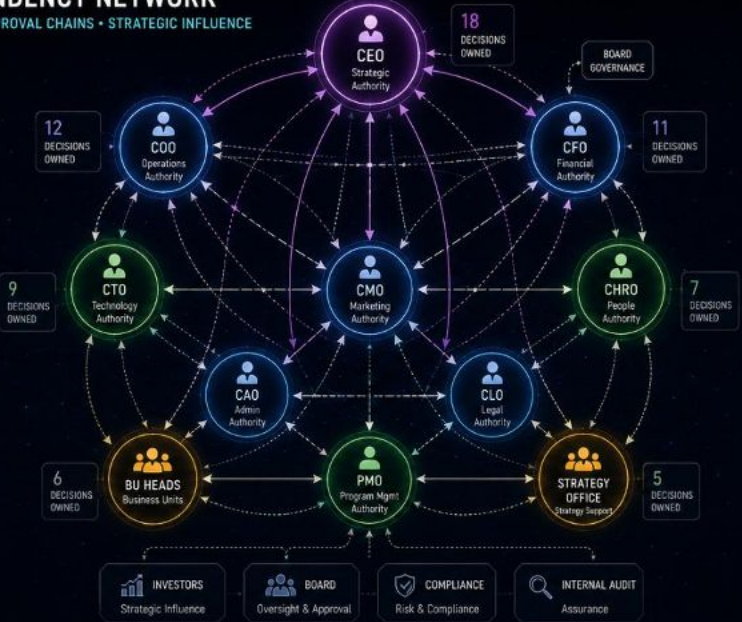 NDENCY NETWORK
PROVAL CHAINS • STRATEGIC INFLUENCE
18
DECISIONS
OWNED
CEO
Strategic
Authority
BOARD
GOVERNANCE
12
DECISIONS
OWNED
COO
Operations
Authority
CFO
Financial
Authority
11
DECISIONS
OWNED
9
DECISIONS
OWNED
CTO
Technology
Authority
CMO
Marketing
Authority
CHRO
People
Authority
7
DECISIONS
OWNED
CAO
Admin
Authority
CLO
Legal
Authority
6
DECISIONS
OWNED
BU HEADS
Business Units
PMO
Program Mgmt
Authority
STRATEGY
OFFICE
Strategy Support
5
DECISIONS
OWNED
INVESTORS
Strategic Influence
BOARD
Oversight & Approval
COMPLIANCE
Risk & Compliance
INTERNAL AUDIT
Assurance